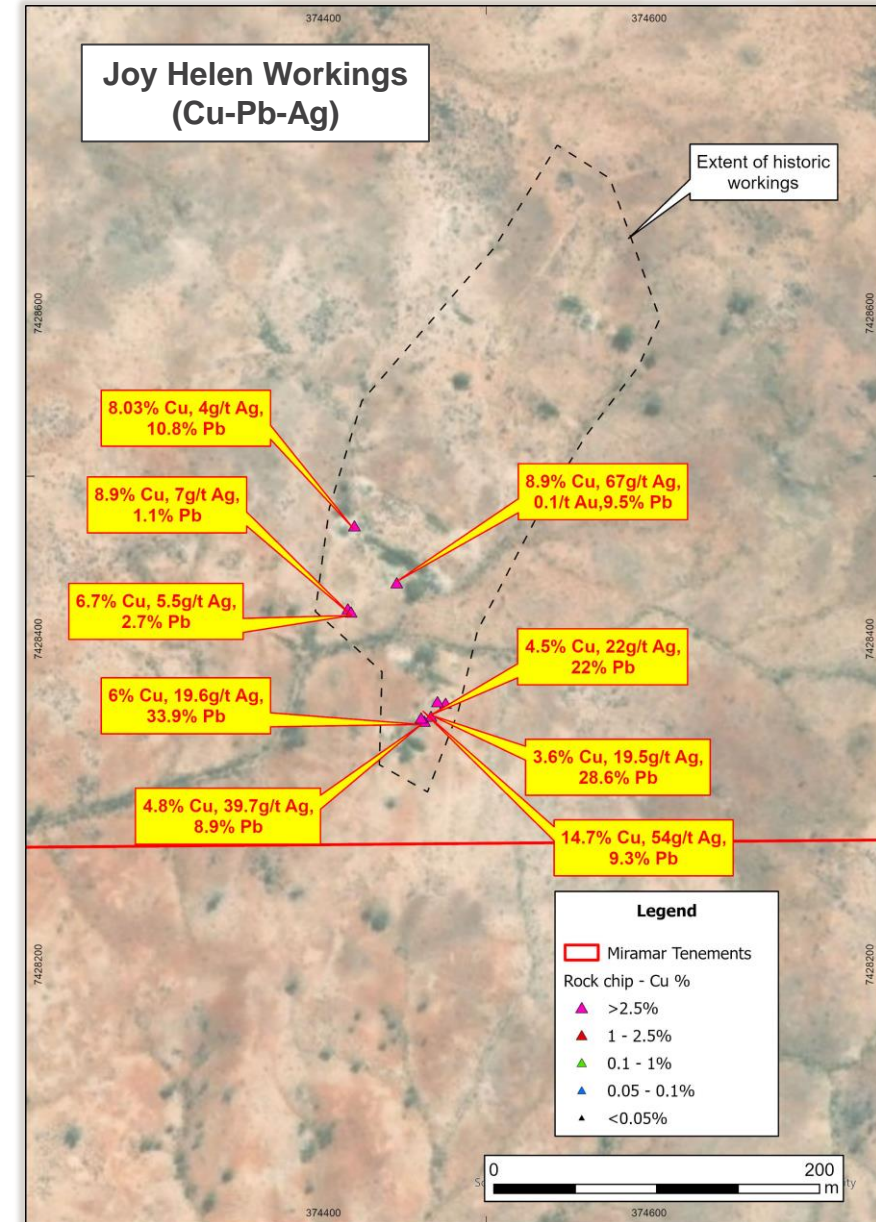 374400
374600
Joy Helen Workings
(Cu-Pb-Ag)
Extent of historic
workings
7428600
7428600
8.03% Cu, 4g/t Ag,
10.8% Pb
8.9% Cu, 67g/t Ag,
0.1/t Au,9.5% Pb
8.9% Cu, 7g/t Ag,
1.1% Pb
6.7% Cu, 5.5g/t Ag,
2.7% Pb
7428400
7428400
4.5% Cu, 22g/t Ag,
22% Pb
6% Cu, 19.6g/t Ag,
33.9% Pb
3.6% Cu, 19.5g/t Ag,
28.6% Pb
4.8% Cu, 39.7g/t Ag,
8.9% Pb
14.7% Cu, 54g/t Ag,
9.3% Pb
7428200
7428200
Legend
Miramar Tenements
Rock chip - Cu %
>2.5%
1 - 2.5%
0.1 - 1%
0.05 - 0.1%
<0.05%
0
200
m
374400
374600